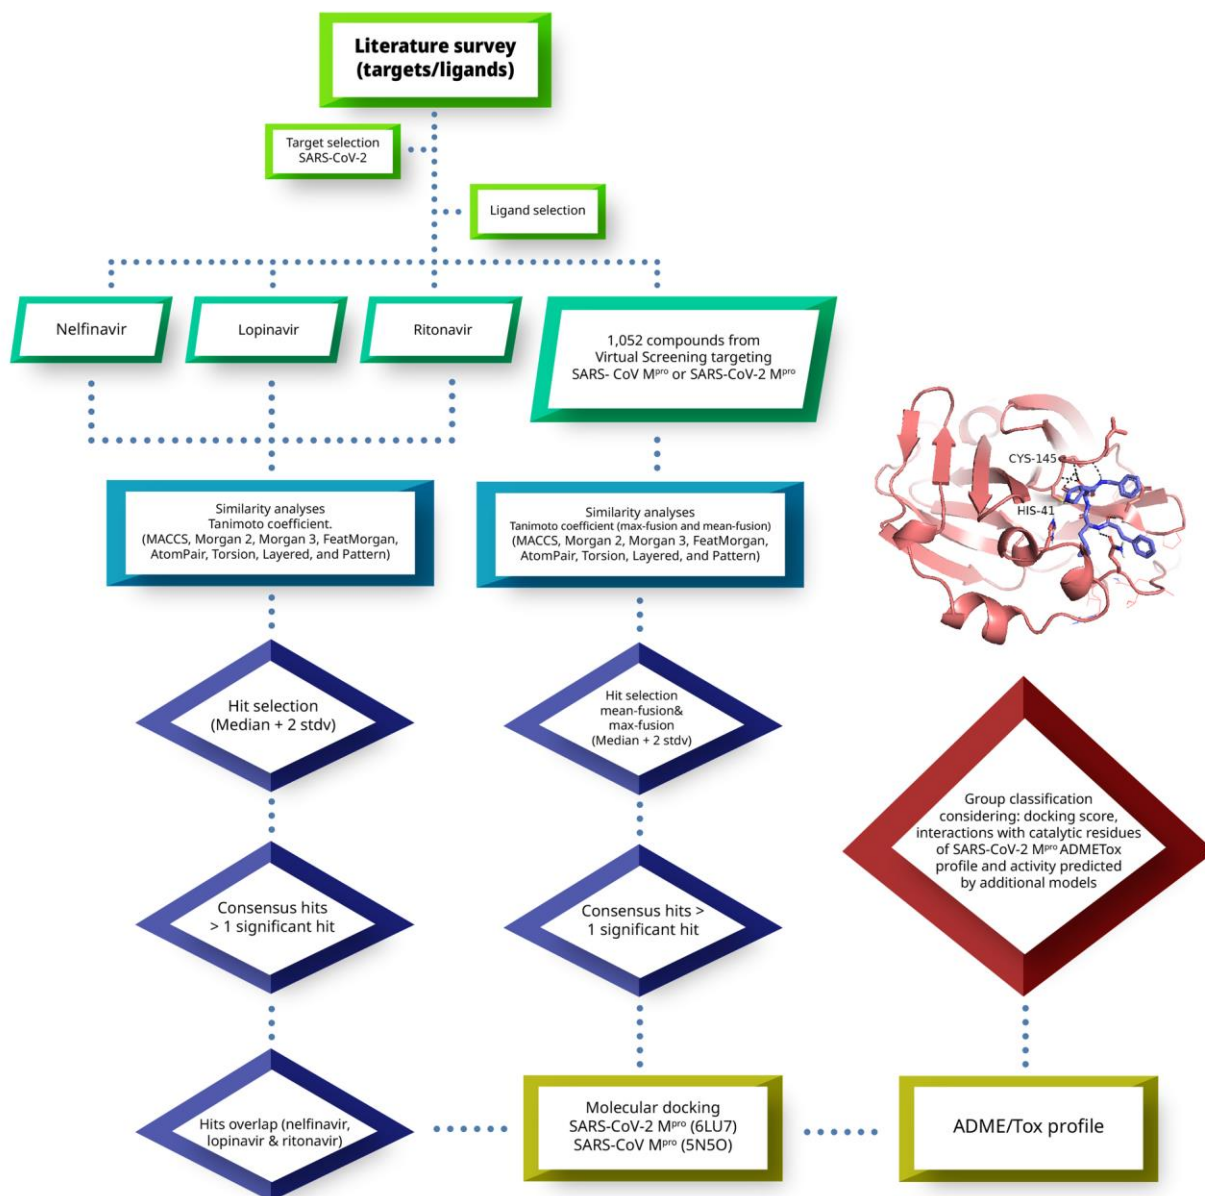 Literature survey
(targets/ligands)
Target selection
SARS-CoV-2
Ligand selection
Nelfinavir
Lopinavir
Ritonavir
1,052 compounds from
Virtual Screening targeting
SARS- CoV Mᵖʳᵒ or SARS-CoV-2 Mᵖʳᵒ
Similarity analyses
Tanimoto coefficient.
(MACCS, Morgan 2, Morgan 3, FeatMorgan,
AtomPair, Torsion, Layered, and Pattern)
Similarity analyses
Tanimoto coefficient (max-fusion and mean-fusion)
(MACCS, Morgan 2, Morgan 3, FeatMorgan,
AtomPair, Torsion, Layered, and Pattern)
CYS-145
HIS-41
Hit selection
(Median + 2 stdv)
Hit selection
mean-fusion&
max-fusion
(Median + 2 stdv)
Group classification
considering: docking score,
interactions with catalytic residues
of SARS-CoV-2 Mᵖʳᵒ ADMETox
profile and activity predicted
by additional models
Consensus hits
> 1 significant hit
Consensus hits >
1 significant hit
Hits overlap (nelfinavir,
lopinavir & ritonavir)
Molecular docking
SARS-CoV-2 Mᵖʳᵒ (6LU7)
SARS-CoV Mᵖʳᵒ (5N5O)
ADME/Tox profile